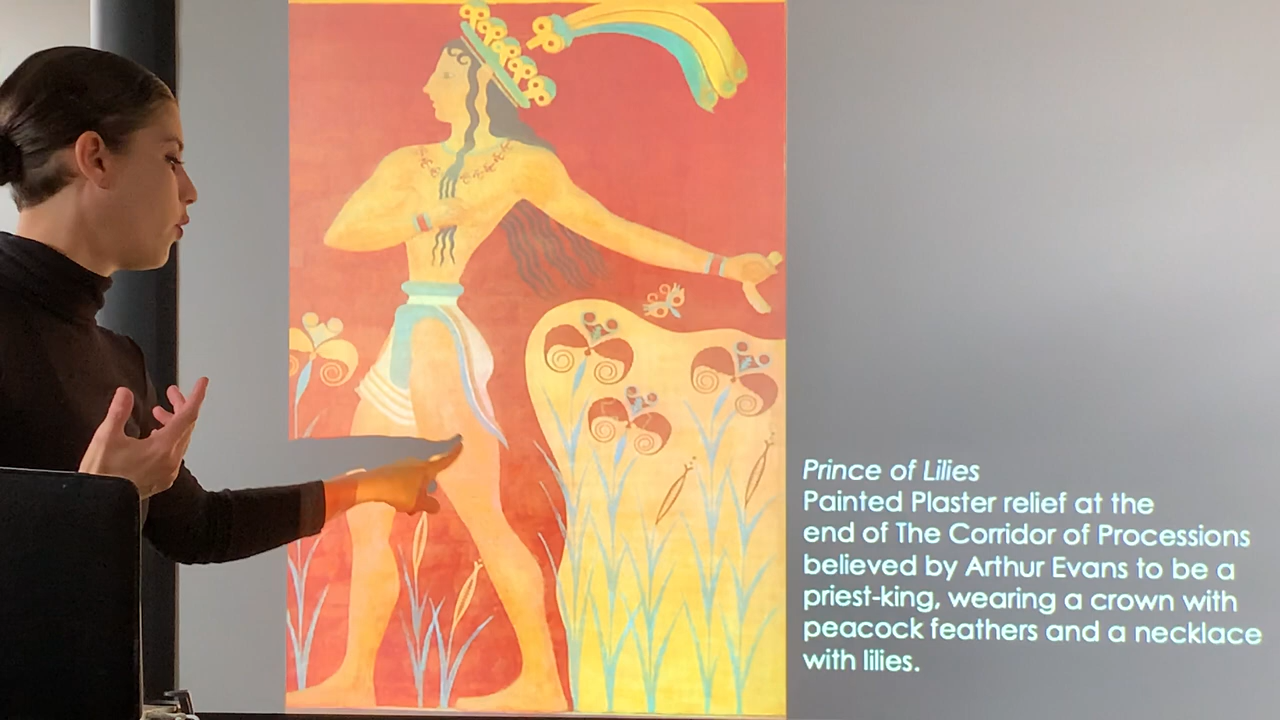 Prince of Lilies
Painted Plaster relief at the
end of The Corridor of Processions
believed by Arthur Evans to be a
priest-king, wearing a crown with
peacock feathers and a necklace
with lilies.